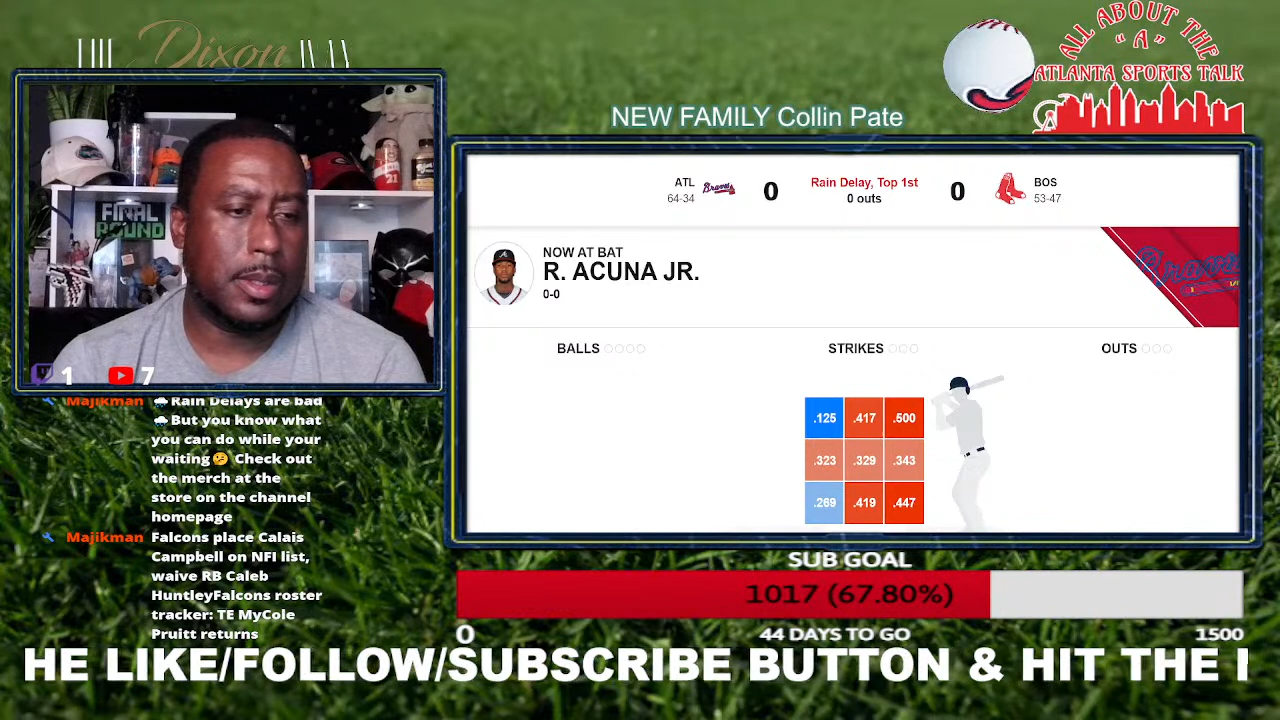 Dixon
ALL ABOUT THE
"A"
ATLANTA SPORTS TALK
NEW FAMILY Collin Pate
FINAL
ROUND
21
1
7
ATL
64-34
Braves
0
Rain Delay, Top 1st
0 outs
0
BOS
53-47
NOW AT BAT
R. ACUNA JR.
0-0
Braves
BALLS
STRIKES
OUTS
.125 .417 .500
.323 .329 .343
.269 .419 .447
Majikman Rain Delays are bad
But you know what
you can do while your
waiting Check out
the merch at the
store on the channel
homepage
Majikman Falcons place Calais
Campbell on NFI list,
waive RB Caleb
HuntleyFalcons roster
tracker: TE MyCole
Pruitt returns
SUB GOAL
1017 (67.80%)
0
44 DAYS TO GO
1500
HE LIKE/FOLLOW/SUBSCRIBE BUTTON & HIT THE